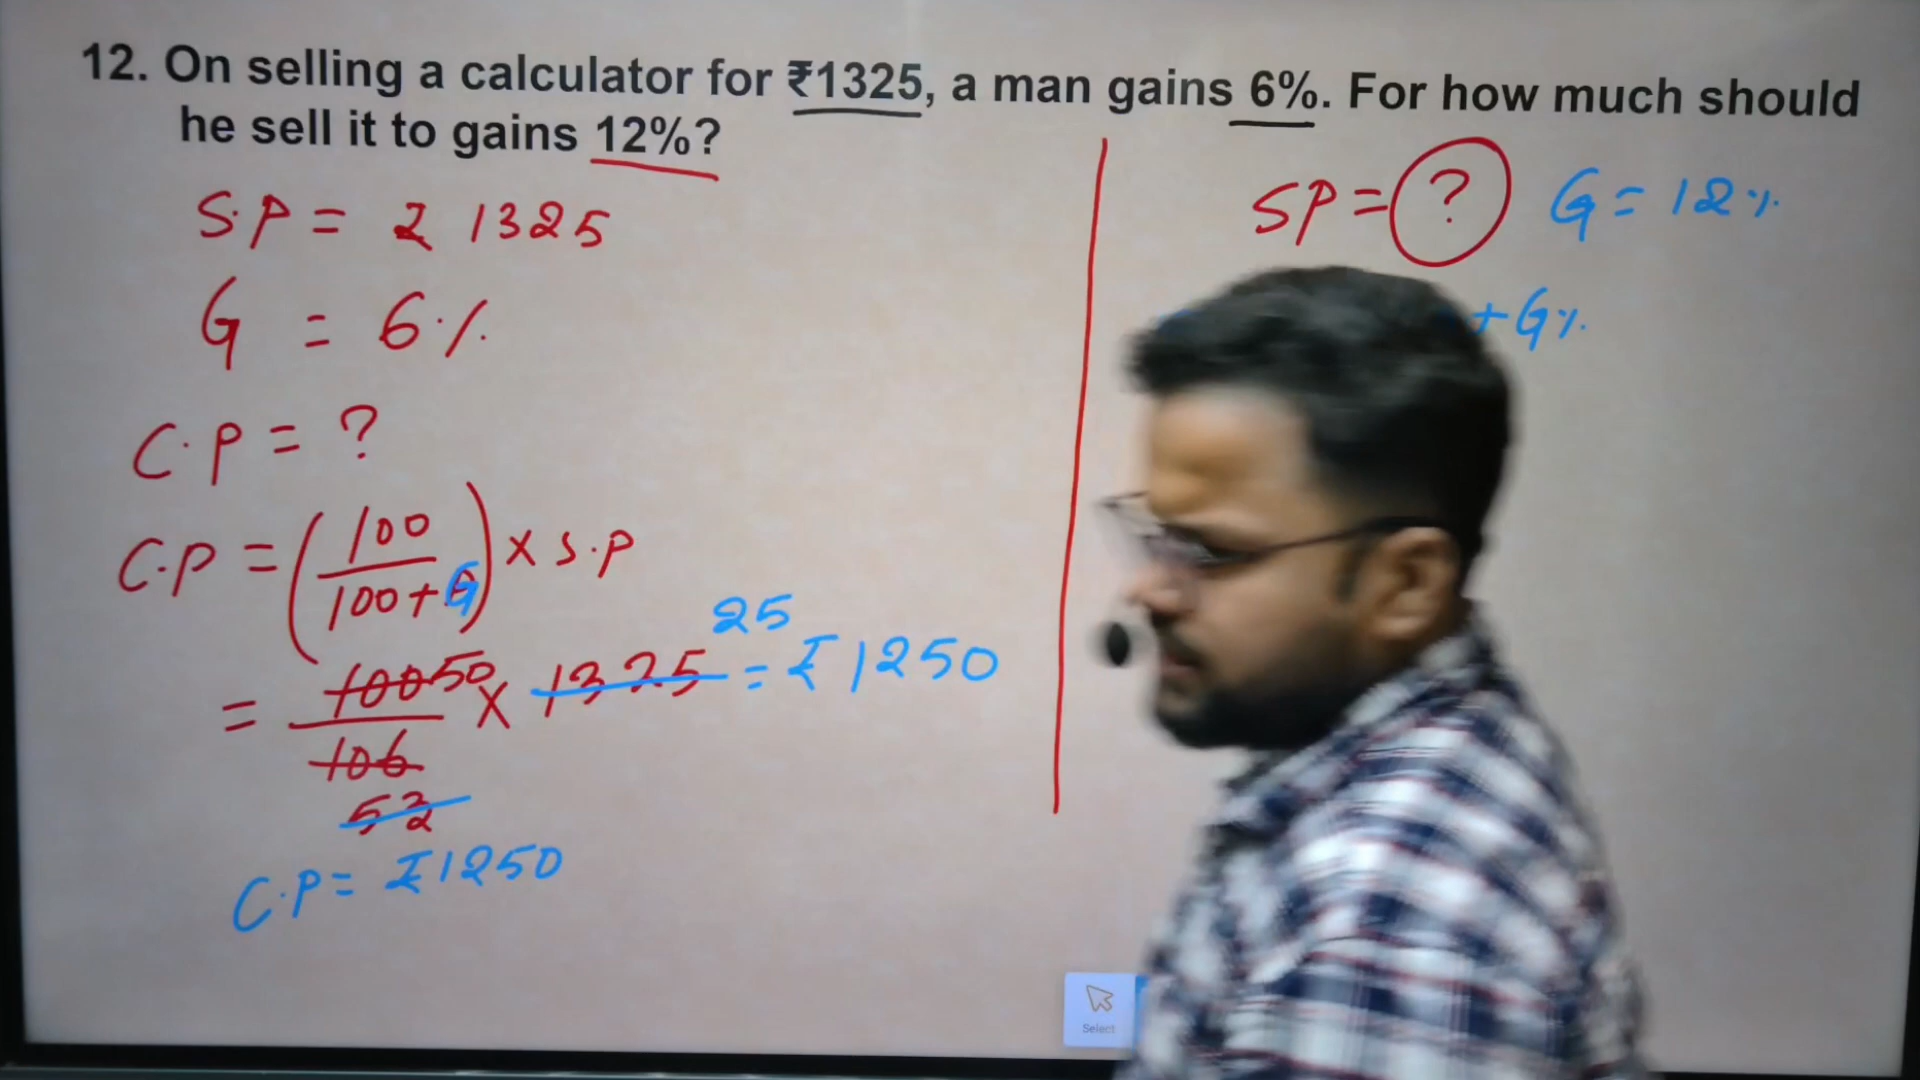 12. On selling a calculator for ₹1325, a man gains 6%. For how much should
he sell it to gains 12%?
S.P = ₹ 1325
G = 6%
C.P = ?
C.P = (100/100+G) × S.P
= 100 50 × 1325 25 = ₹1250
106
53
C.P = ₹1250
SP = ? G = 12%
+G%
Select